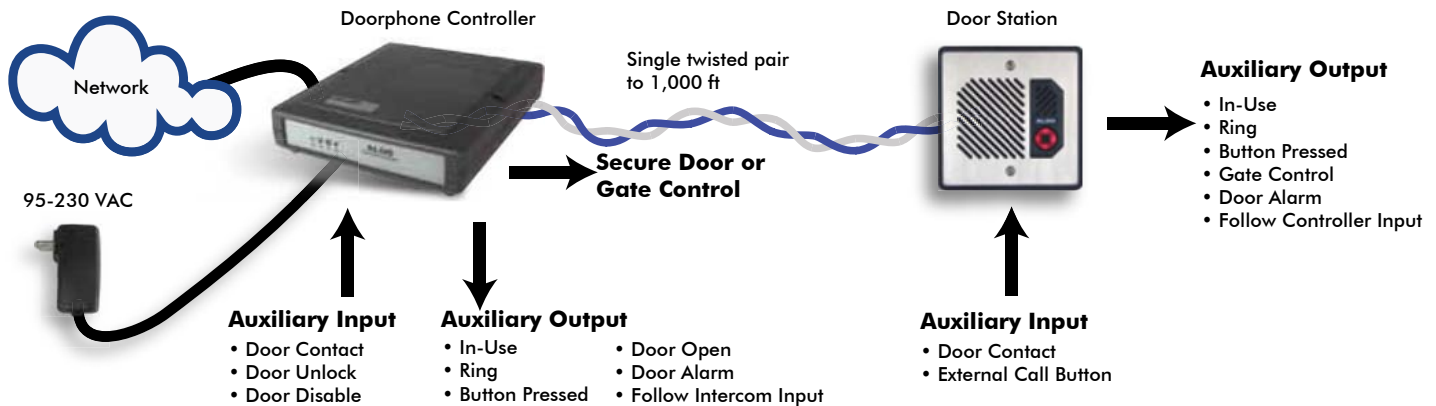 Doorphone Controller
Door Station
Network
Single twisted pair
to 1,000 ft
95-230 VAC
Secure Door or
Gate Control
Auxiliary Input
• Door Contact
• Door Unlock
• Door Disable
Auxiliary Output
• In-Use
• Ring
• Button Pressed
• Door Open
• Door Alarm
• Follow Intercom Input
Auxiliary Input
• Door Contact
• External Call Button
Auxiliary Output
• In-Use
• Ring
• Button Pressed
• Gate Control
• Door Alarm
• Follow Controller Input